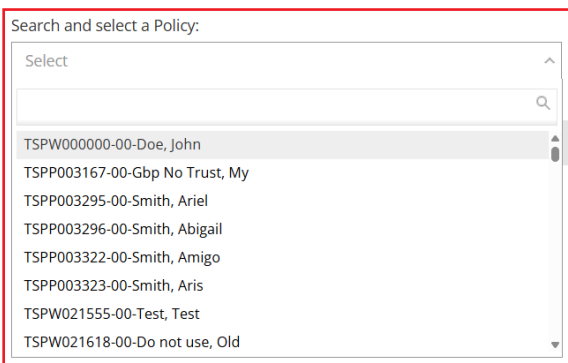 Search and select a Policy:
Select
TSPW000000-00-Doe, John
TSPP003167-00-Gbp No Trust, My
TSPP003295-00-Smith, Ariel
TSPP003296-00-Smith, Abigail
TSPP003322-00-Smith, Amigo
TSPP003323-00-Smith, Aris
TSPW021555-00-Test, Test
TSPW021618-00-Do not use, Old